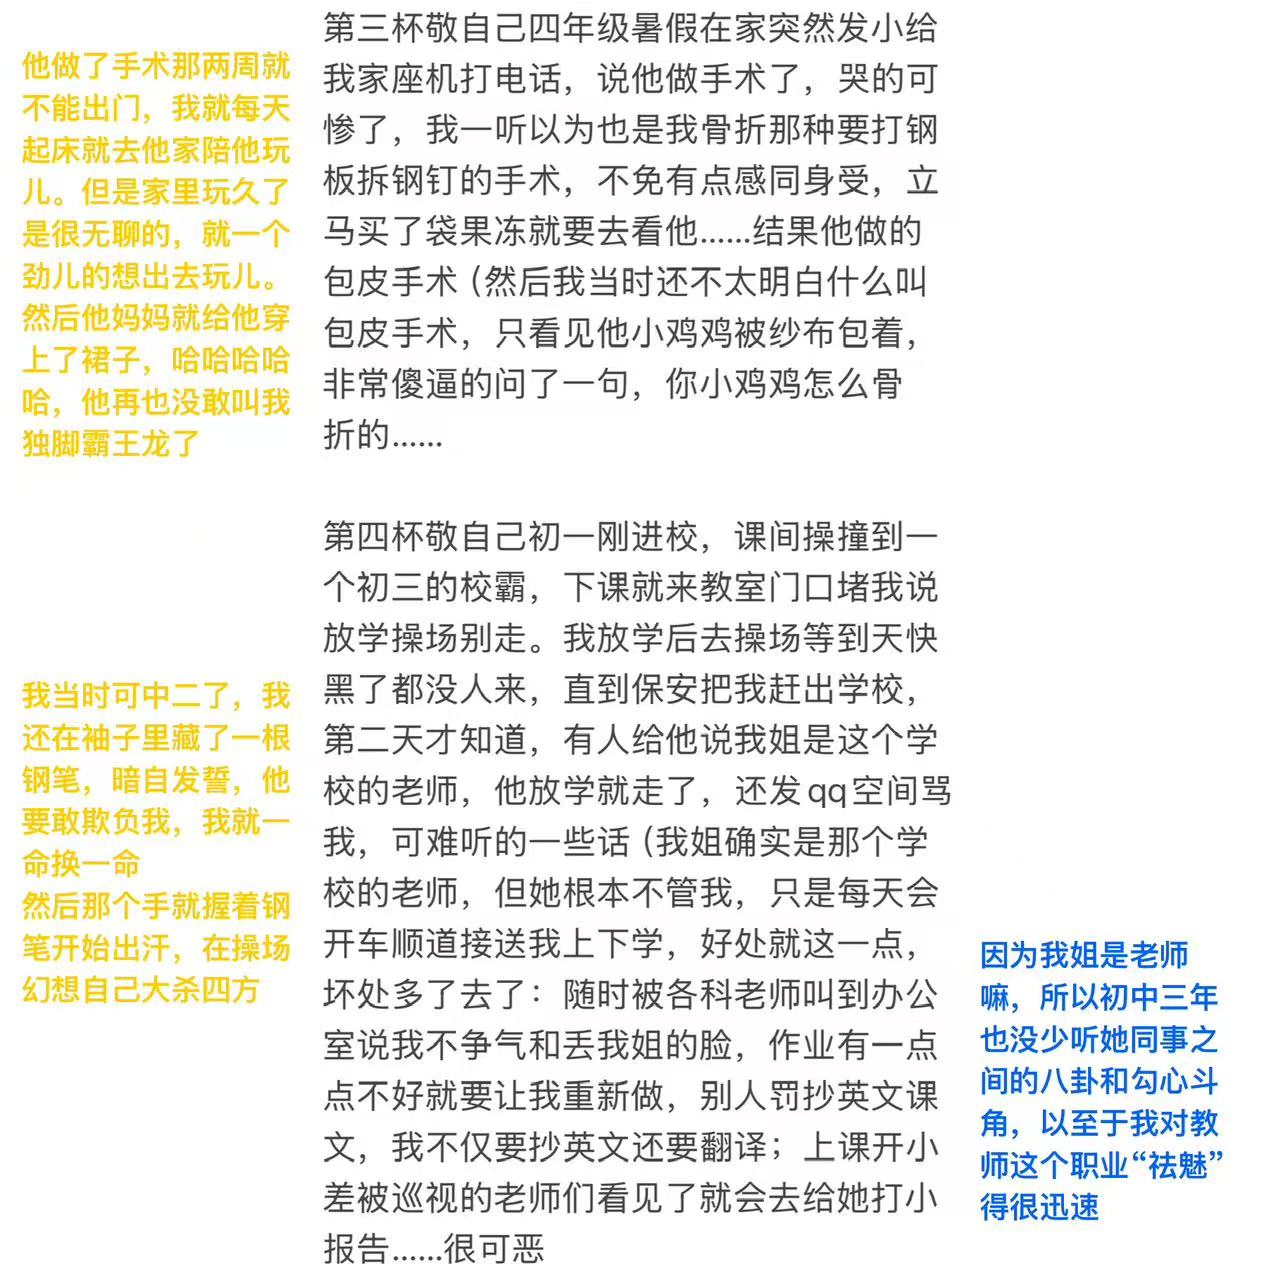 他做了手术那两周就
不能出门，我就每天
起床就去他家陪他玩
儿。但是家里玩久了
是很无聊的，就一个
劲儿的想出去玩儿。
然后他妈妈就给他穿
上了裙子，哈哈哈哈
哈，他再也没敢叫我
独脚霸王龙了
第三杯敬自己四年级暑假在家突然发小给
我家座机打电话，说他做手术了，哭的可
惨了，我一听以为也是我骨折那种要打钢
板拆钢钉的手术，不免有点感同身受，立
马买了袋果冻就要去看他……结果他做的
包皮手术（然后我当时还不太明白什么叫
包皮手术，只看见他小鸡鸡被纱布包着，
非常傻逼的问了一句，你小鸡鸡怎么骨
折的……
我当时可中二了，我
还在袖子里藏了一根
钢笔，暗自发誓，他
要敢欺负我，我就一
命换一命
然后那个手就握着钢
笔开始出汗，在操场
幻想自己大杀四方
第四杯敬自己初一刚进校，课间操撞到一
个初三的校霸，下课就来教室门口堵我说
放学操场别走。我放学后去操场等到天快
黑了都没人来，直到保安把我赶出学校，
第二天才知道，有人给他说我姐是这个学
校的老师，他放学就走了，还发qq空间骂
我，可难听的一些话（我姐确实是那个学
校的老师，但她根本不管我，只是每天会
开车顺道接送我上下学，好处就这一点，
坏处多了去了：随时被各科老师叫到办公
室说我不争气和丢我姐的脸，作业有一点
点不好就要让我重新做，别人罚抄英文课
文，我不仅要抄英文还要翻译；上课开小
差被巡视的老师们看见了就会去给她打小
报告……很可恶
因为我姐是老师
嘛，所以初中三年
也没少听她同事之
间的八卦和勾心斗
角，以至于我对教
师这个职业“祛魅”
得很迅速